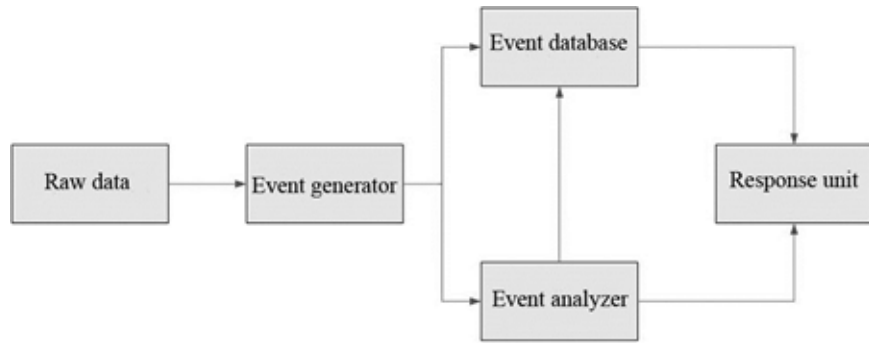 Event database
Raw data
Event generator
Response unit
Event analyzer